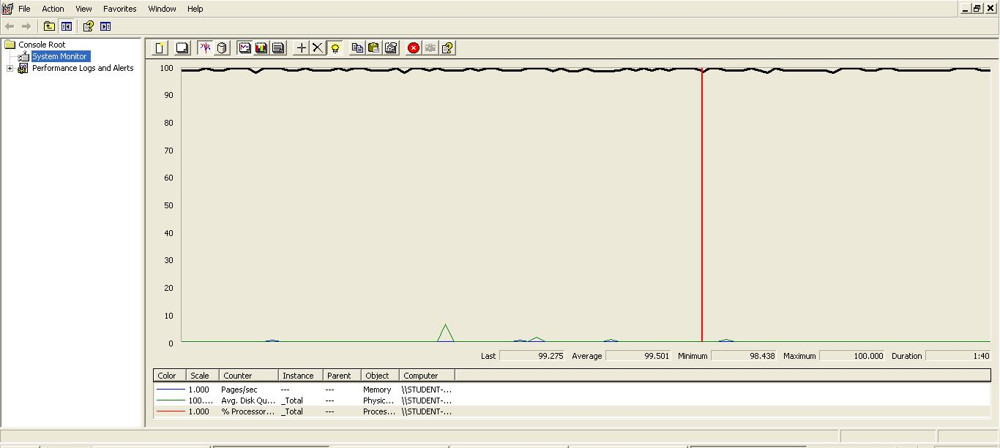 File Action View Favorites Window Help
Console Root
System Monitor
Performance Logs and Alerts
100
90
80
70
60
50
40
30
20
10
0
Last 99.275 Average 99.501 Minimum 98.438 Maximum 100.000 Duration 1:40
Color Scale Counter Instance Parent Object Computer
1.000 Pages/sec --- --- Memory \\STUDENT-...
100.... Avg. Disk Qu... _Total --- Physic... \\STUDENT-...
1.000 % Processor... _Total --- Proces... \\STUDENT-...